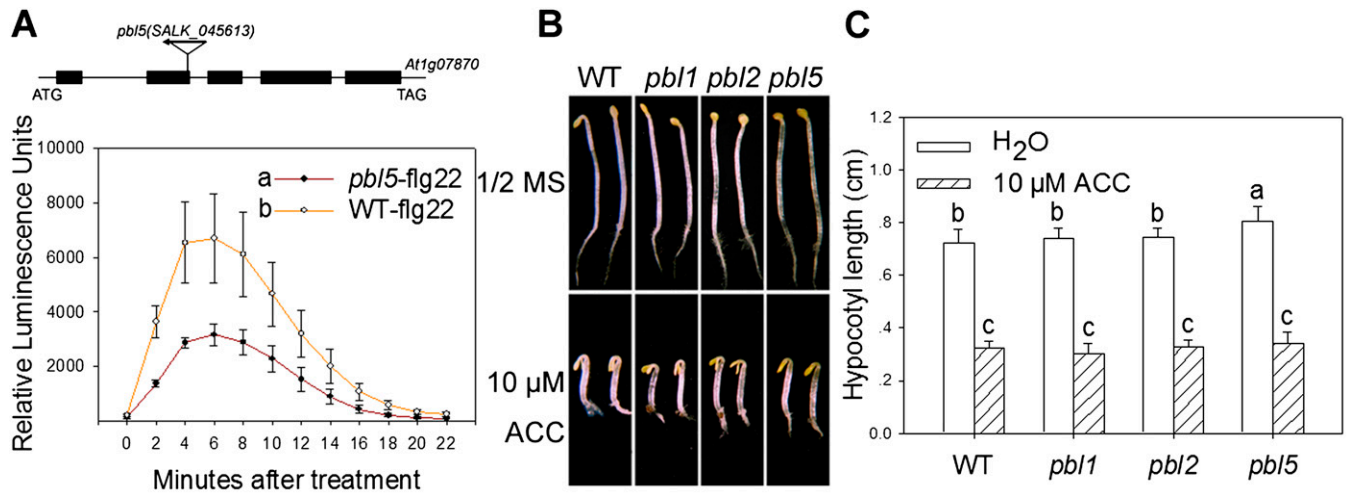 A
pbl5(SALK_045613)
At1g07870
ATG
TAG
Relative Luminescence Units
10000
8000
6000
4000
2000
a pbl5-flg22
b WT-flg22
0 2 4 6 8 10 12 14 16 18 20 22
Minutes after treatment
B
WT pbl1 pbl2 pbl5
1/2 MS
10 µM
ACC
C
Hypocotyl length (cm)
1.2
1.0
.8
.6
.4
.2
0.0
H2O
10 µM ACC
b b b a
c c c c
WT pbl1 pbl2 pbl5